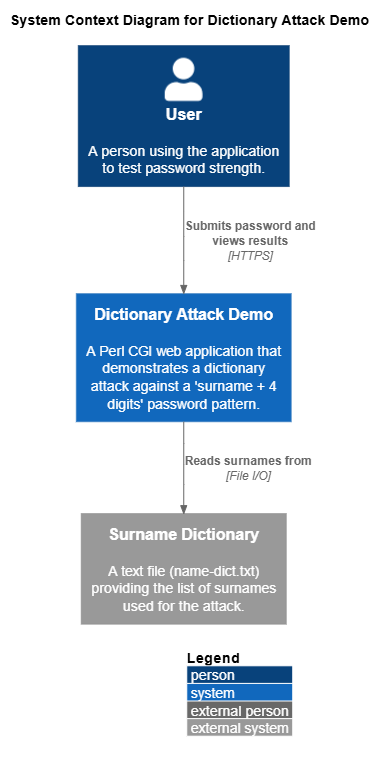 System Context Diagram for Dictionary Attack Demo
User
A person using the application
to test password strength.
Submits password and
views results
[HTTPS]
Dictionary Attack Demo
A Perl CGI web application that
demonstrates a dictionary
attack against a 'surname + 4
digits' password pattern.
Reads surnames from
[File I/O]
Surname Dictionary
A text file (name-dict.txt)
providing the list of surnames
used for the attack.
Legend
person
system
external person
external system